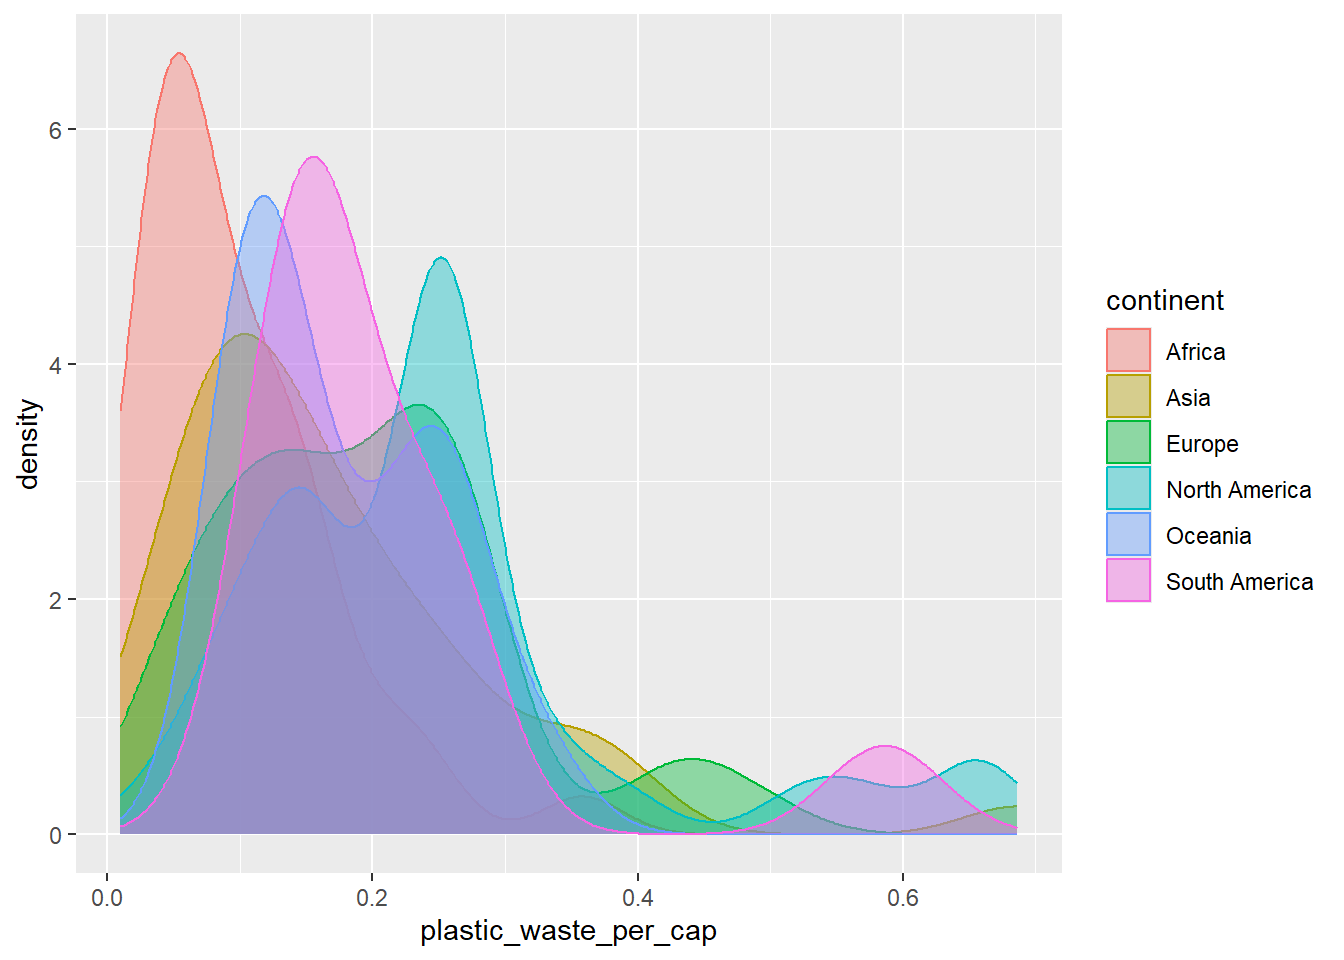 density
6
4
2
0
0.0
0.2
0.4
0.6
plastic_waste_per_cap
continent
Africa
Asia
Europe
North America
Oceania
South America